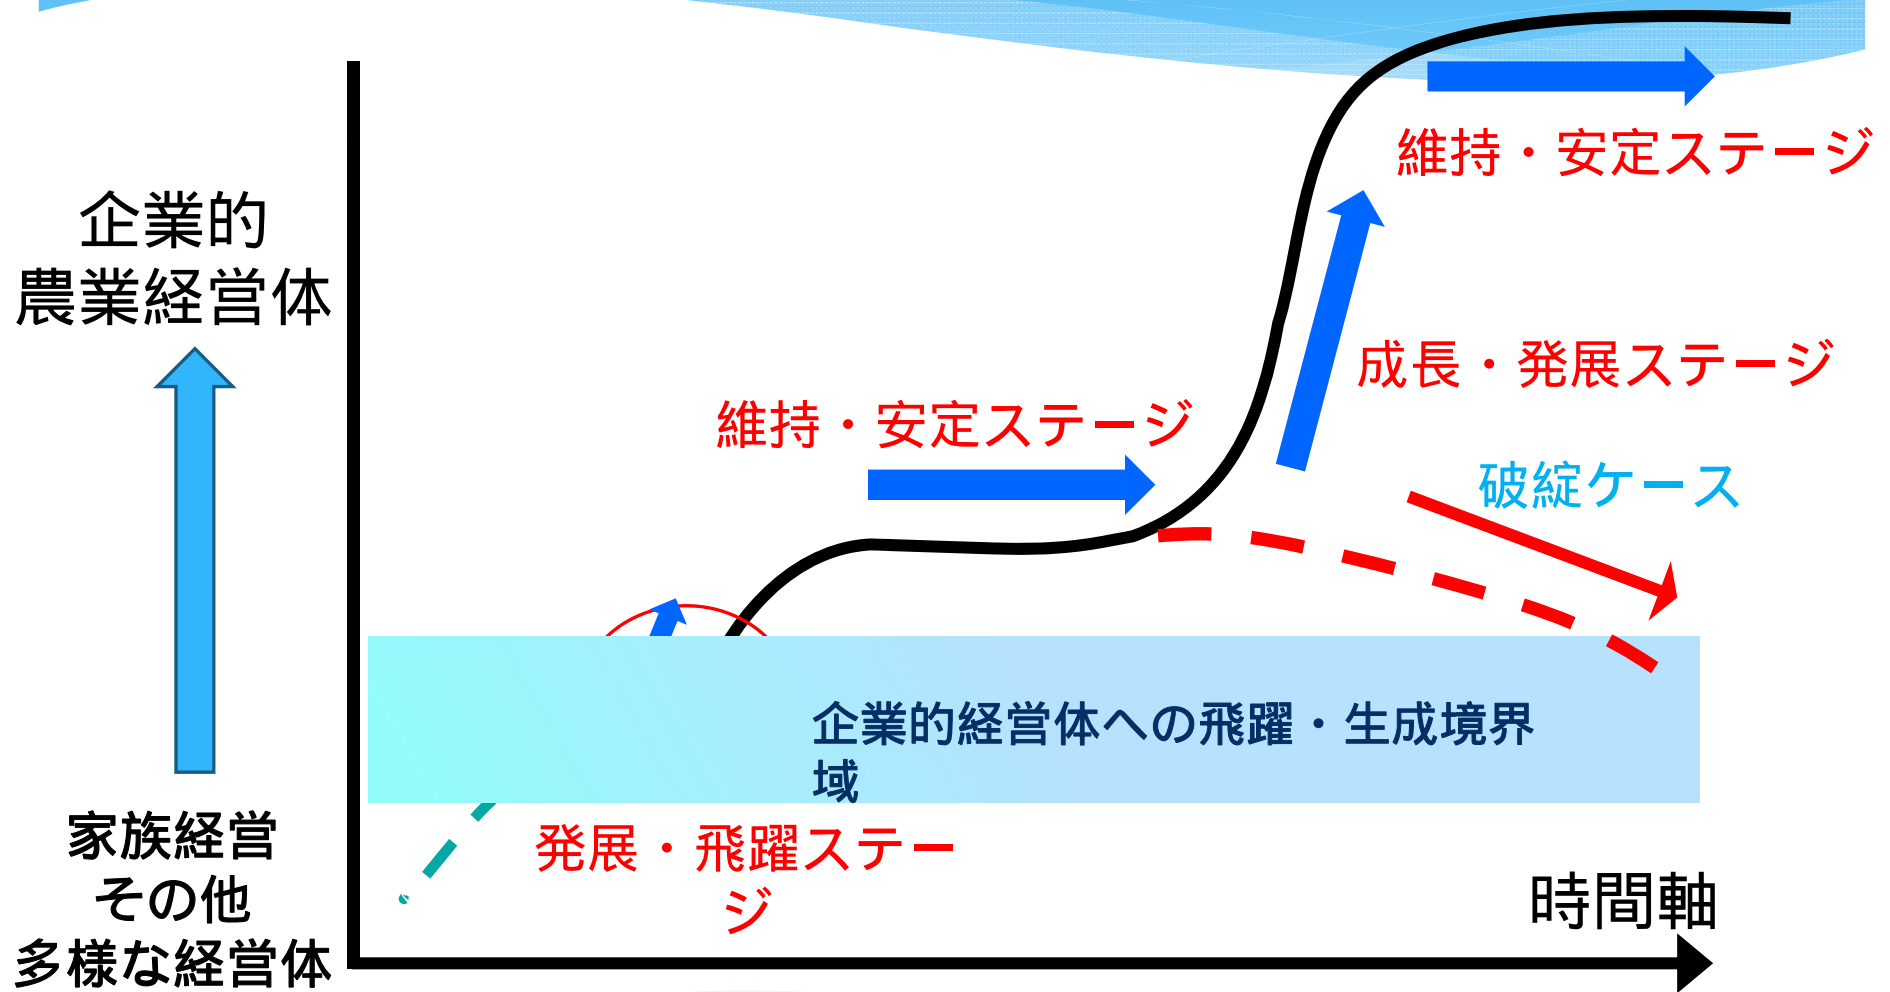 維持・安定ステージ
企業的
農業経営体
成長・発展ステージ
維持・安定ステージ
破綻ケース
企業的経営体への飛躍・生成境界
域
発展・飛躍ステー
ジ
家族経営
その他
多様な経営体
時間軸